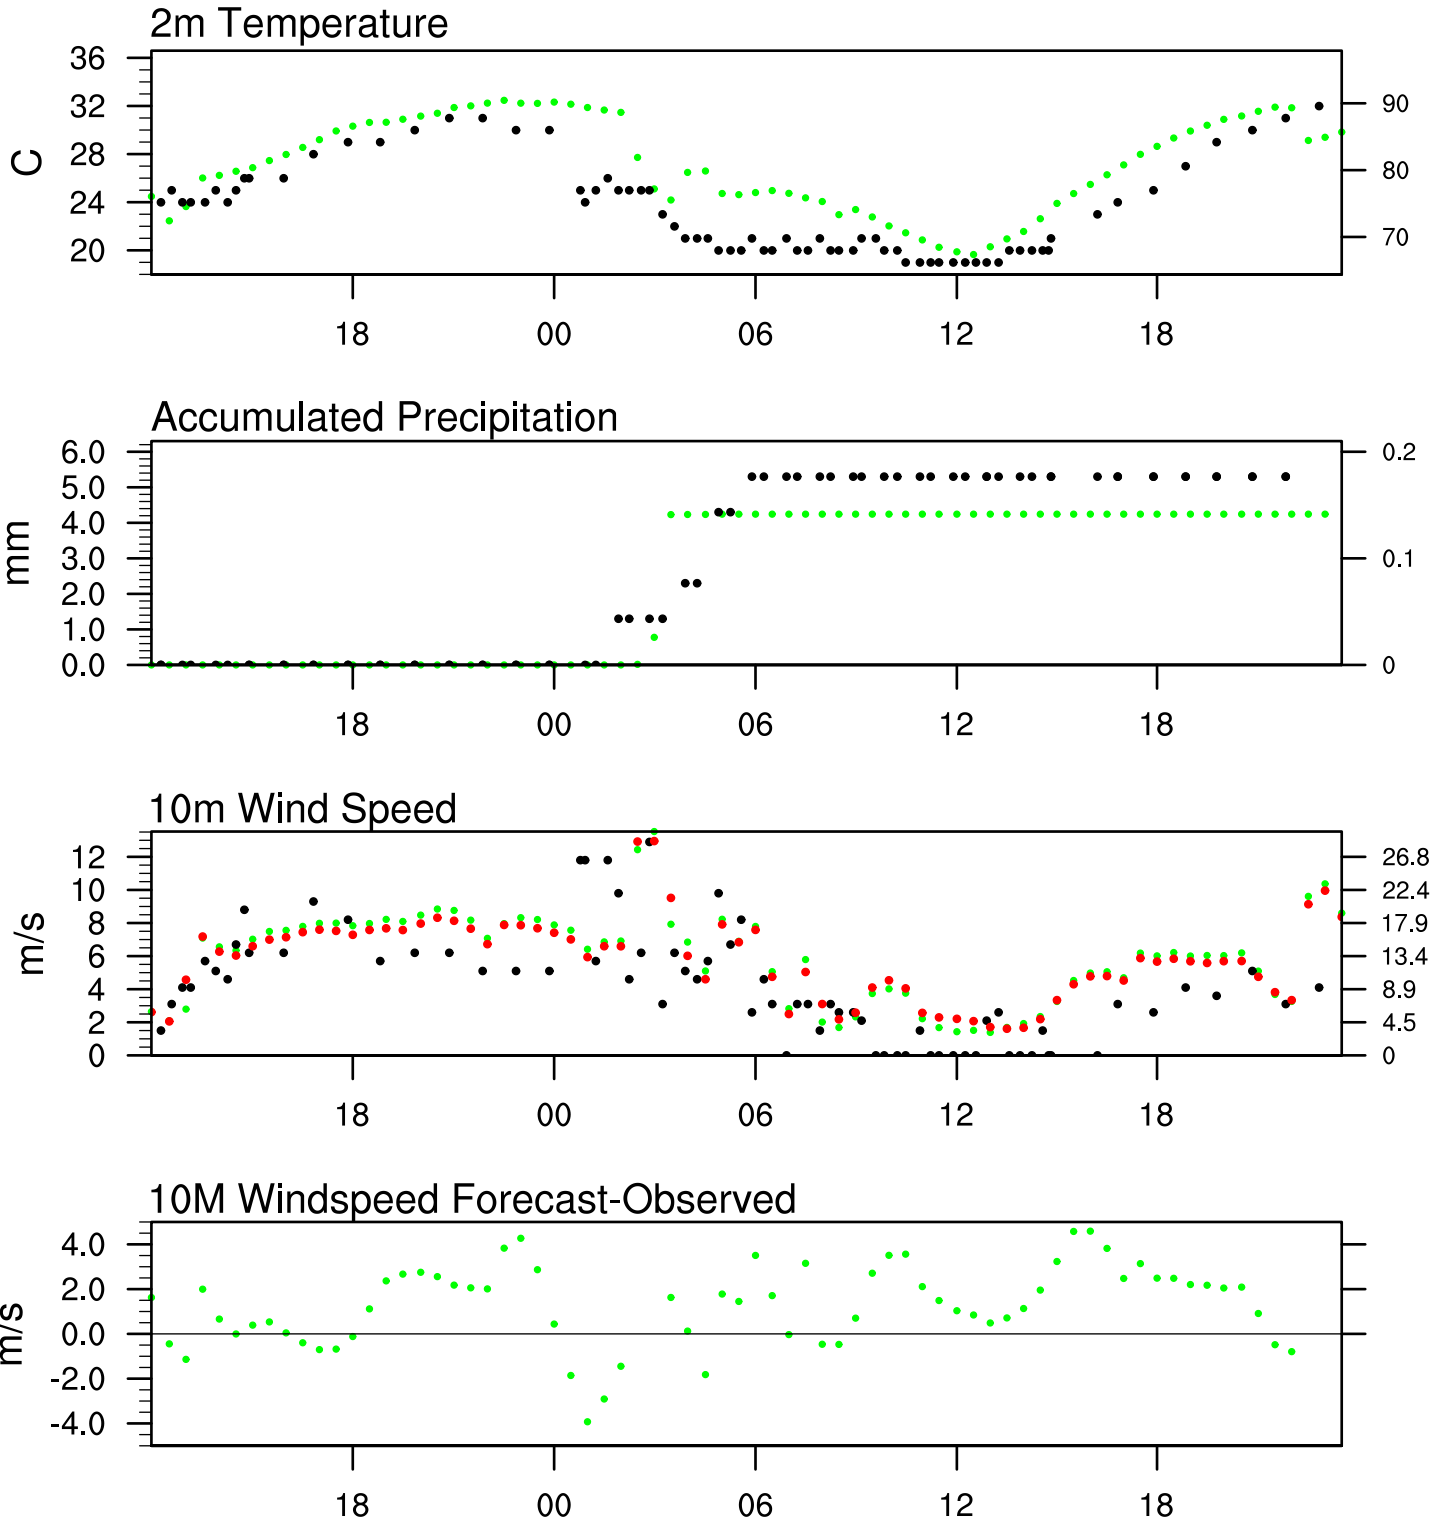 2m Temperature
36
32 90
28
C
80
24
20 70
18 00 06 12 18
Accumulated Precipitation
6.0 0.2
5.0
4.0
mm
3.0 0.1
2.0
1.0
0.0 0
18 00 06 12 18
10m Wind Speed
12 26.8
10 22.4
8 17.9
m/s
6 13.4
4 8.9
2 4.5
0 0
18 00 06 12 18
10M Windspeed Forecast-Observed
4.0
2.0
m/s
0.0
-2.0
-4.0
18 00 06 12 18